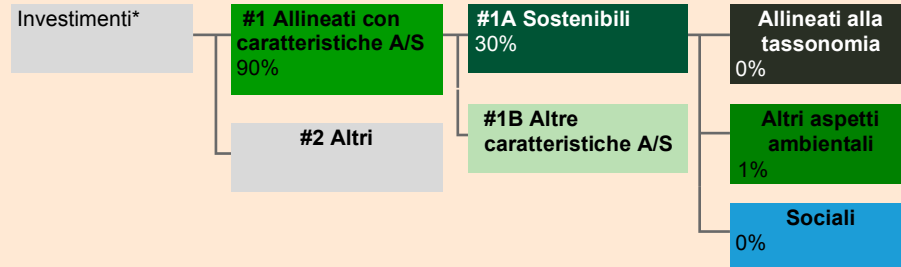 Investimenti*
#1 Allineati con
caratteristiche A/S
90%
#2 Altri
#1A Sostenibili
30%
#1B Altre
caratteristiche A/S
Allineati alla
tassonomia
0%
Altri aspetti
ambientali
1%
Sociali
0%